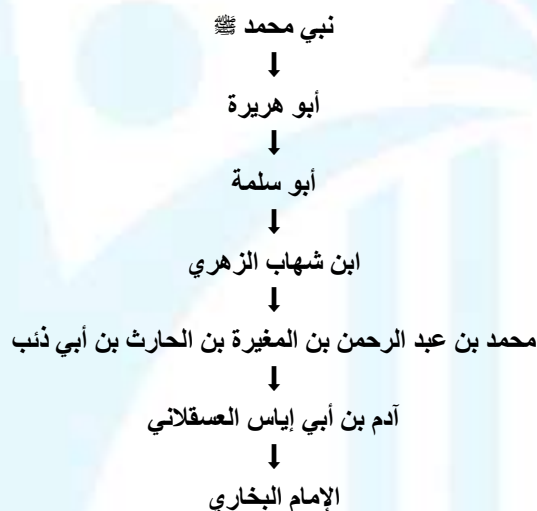 نبي محمد ﷺ
أبو هريرة
أبو سلمة
ابن شهاب الزهري
محمد بن عبد الرحمن بن المغيرة بن الحارث بن أبي ذئب
آدم بن أبي إياس العسقلاني
الإمام البخاري